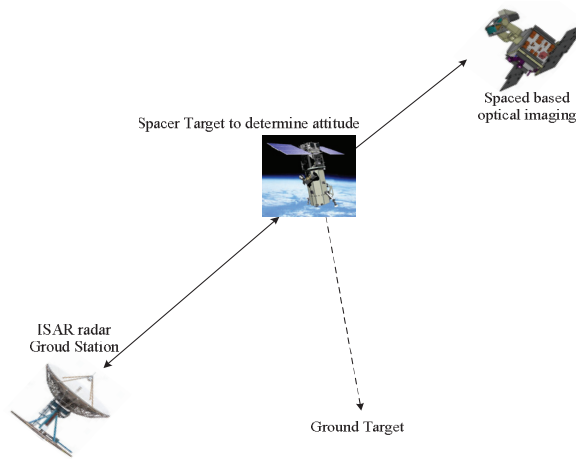 Spaced based
optical imaging
Spacer Target to determine attitude
ISAR radar
Groud Station
Ground Target